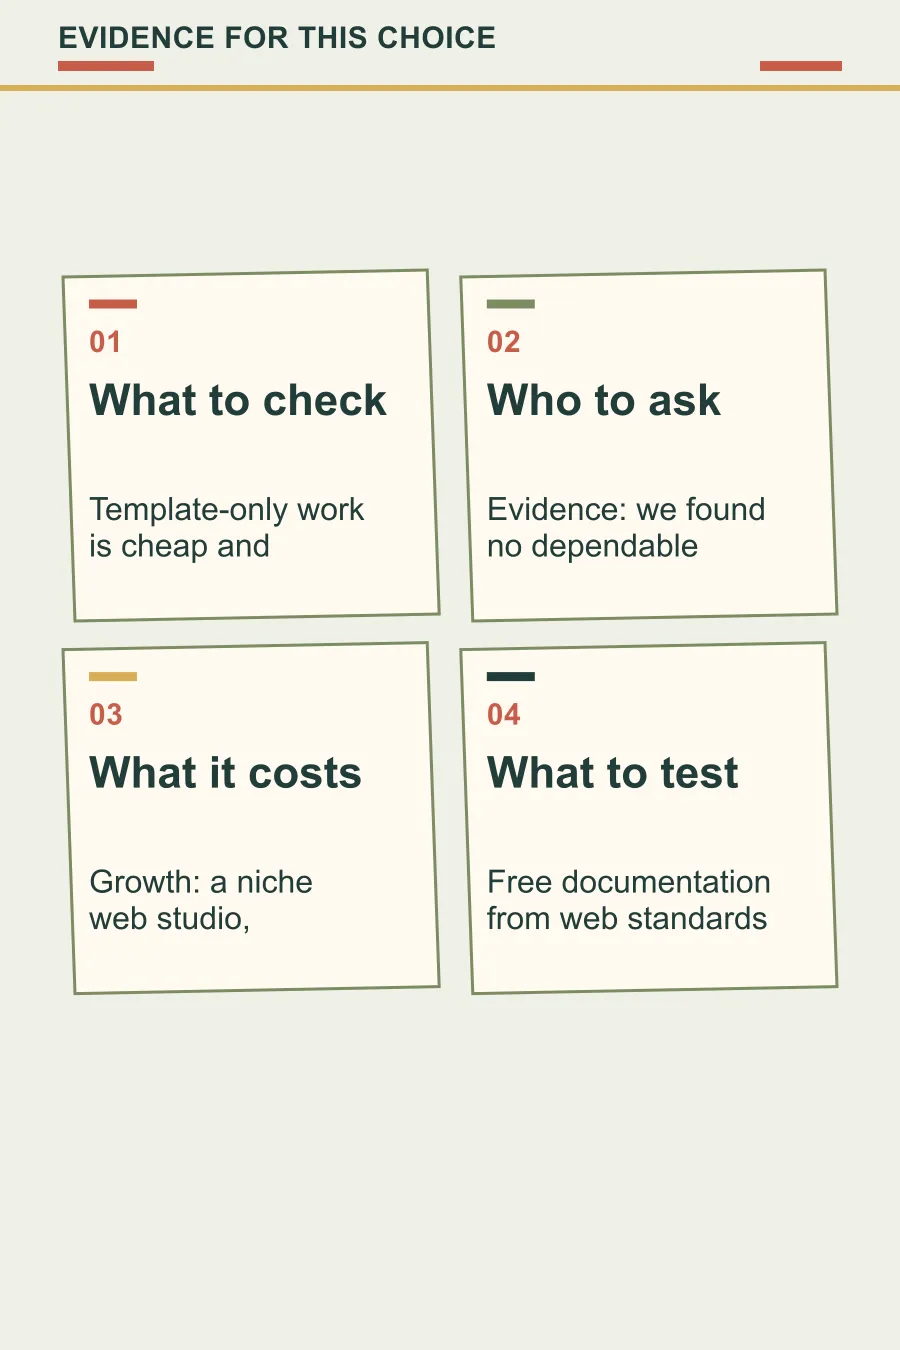 EVIDENCE FOR THIS CHOICE
01
What to check
Template-only work
is cheap and
02
Who to ask
Evidence: we found
no dependable
03
What it costs
Growth: a niche
web studio,
04
What to test
Free documentation
from web standards